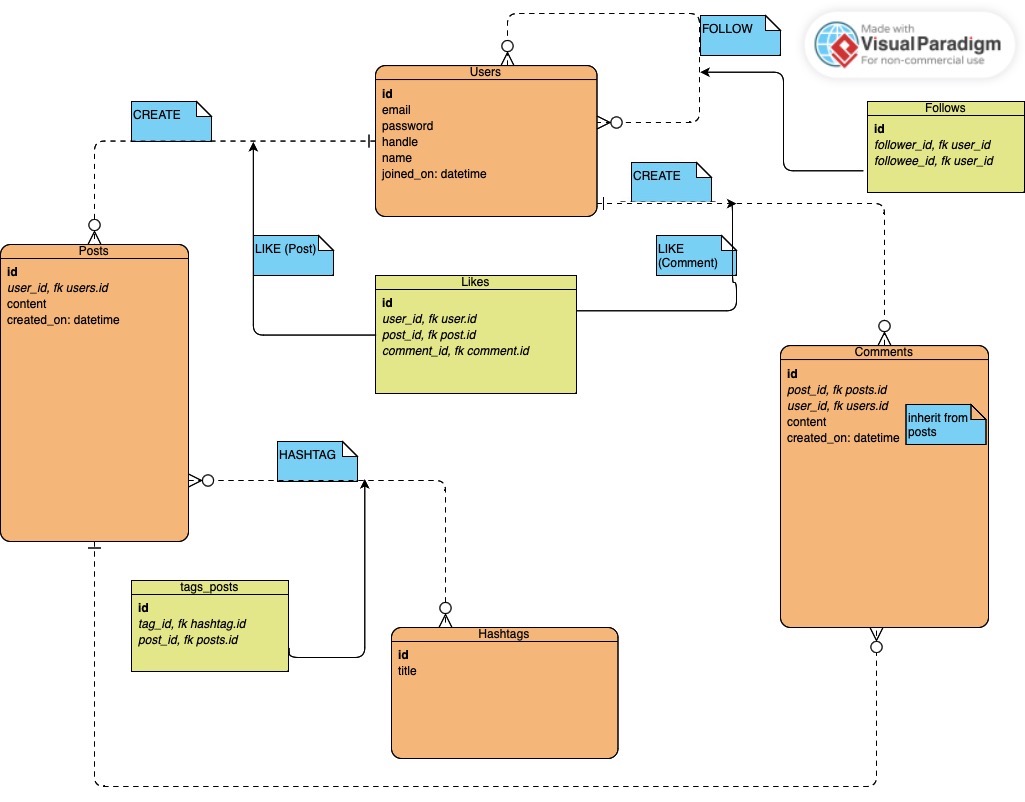 FOLLOW
Made with
Visual Paradigm
For non-commercial use
Users
id
email
password
handle
name
joined_on: datetime
CREATE
Follows
id
follower_id, fk user_id
followee_id, fk user_id
CREATE
Posts
id
user_id, fk users.id
content
created_on: datetime
LIKE (Post)
LIKE
(Comment)
Likes
id
user_id, fk user.id
post_id, fk post.id
comment_id, fk comment.id
Comments
id
post_id, fk posts.id
user_id, fk users.id
content
created_on: datetime
inherit from
posts
HASHTAG
tags_posts
id
tag_id, fk hashtag.id
post_id, fk posts.id
Hashtags
id
title